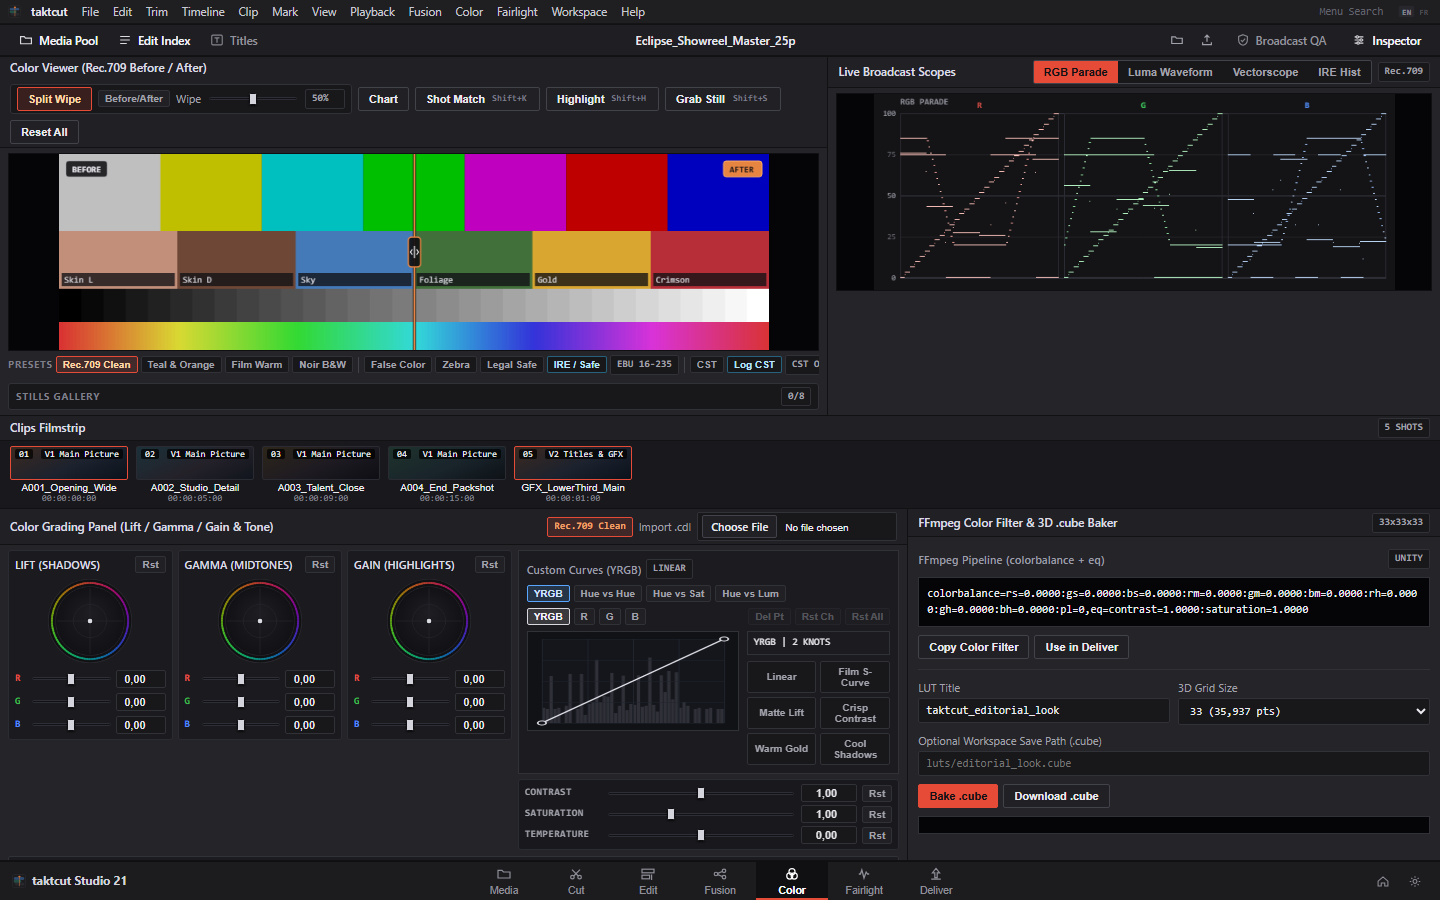 taktcut File Edit Trim Timeline Clip Mark View Playback Fusion Color Fairlight Workspace Help Menu Search EN FR
Media Pool Edit Index Titles Eclipse_Showreel_Master_25p Broadcast QA Inspector
Color Viewer (Rec.709 Before / After)
Split Wipe Before/After Wipe 50% Chart Shot Match Shift+K Highlight Shift+H Grab Still Shift+S
Reset All
BEFORE AFTER
Skin L Skin D Sky Foliage Gold Crimson
PRESETS Rec.709 Clean Teal & Orange Film Warm Noir B&W False Color Zebra Legal Safe IRE / Safe EBU 16-235 CST Log CST CST O
STILLS GALLERY 0/8
Live Broadcast Scopes RGB Parade Luma Waveform Vectorscope IRE Hist Rec.709
RGB PARADE R G B
100
75
50
25
0
Clips Filmstrip 5 SHOTS
01 V1 Main Picture 02 V1 Main Picture 03 V1 Main Picture 04 V1 Main Picture 05 V2 Titles & GFX
A001_Opening_Wide A002_Studio_Detail A003_Talent_Close A004_End_Packshot GFX_LowerThird_Main
00:00:00:00 00:00:05:00 00:00:09:00 00:00:15:00 00:00:01:00
Color Grading Panel (Lift / Gamma / Gain & Tone) Rec.709 Clean Import .cdl Choose File No file chosen
LIFT (SHADOWS) Rst GAMMA (MIDTONES) Rst GAIN (HIGHLIGHTS) Rst
R 0,00 R 0,00 R 0,00
G 0,00 G 0,00 G 0,00
B 0,00 B 0,00 B 0,00
Custom Curves (YRGB) LINEAR
YRGB Hue vs Hue Hue vs Sat Hue vs Lum
YRGB R G B Del Pt Rst Ch Rst All
YRGB | 2 KNOTS
Linear Film S-Curve
Matte Lift Crisp Contrast
Warm Gold Cool Shadows
CONTRAST 1,00 Rst
SATURATION 1,00 Rst
TEMPERATURE 0,00 Rst
FFmpeg Color Filter & 3D .cube Baker 33x33x33
FFmpeg Pipeline (colorbalance + eq) UNITY
colorbalance=rs=0.0000:gs=0.0000:bs=0.0000:rm=0.0000:gm=0.0000:bm=0.0000:rh=0.000
0:gh=0.0000:bh=0.0000:pl=0,eq=contrast=1.0000:saturation=1.0000
Copy Color Filter Use in Deliver
LUT Title 3D Grid Size
taktcut_editorial_look 33 (35,937 pts)
Optional Workspace Save Path (.cube)
luts/editorial_look.cube
Bake .cube Download .cube
taktcut Studio 21 Media Cut Edit Fusion Color Fairlight Deliver